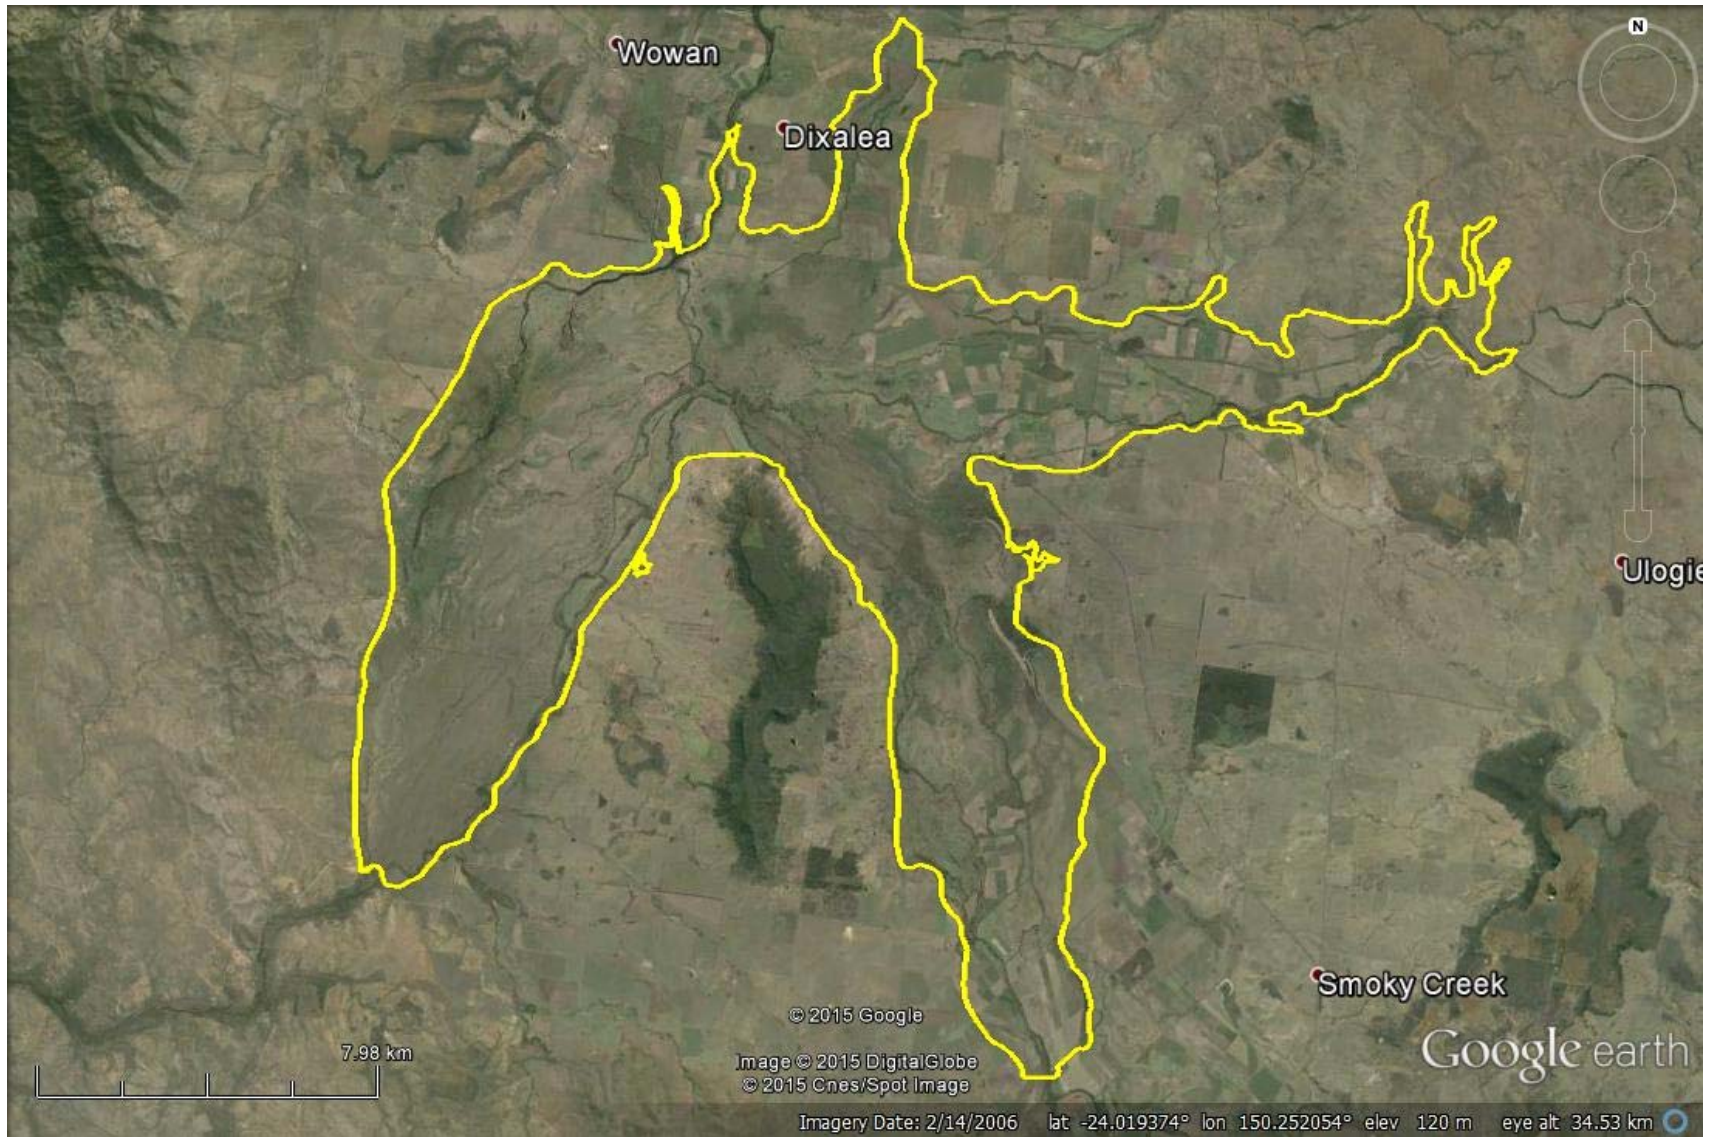 N
Wowan
Dixalea
Ulogie
Smoky Creek
© 2015 Google
7.98 km
Image © 2015 DigitalGlobe
© 2015 Cnes/Spot Image
Google earth
Imagery Date: 2/14/2006 lat -24.019374° lon 150.252054° elev 120 m eye alt 34.53 km